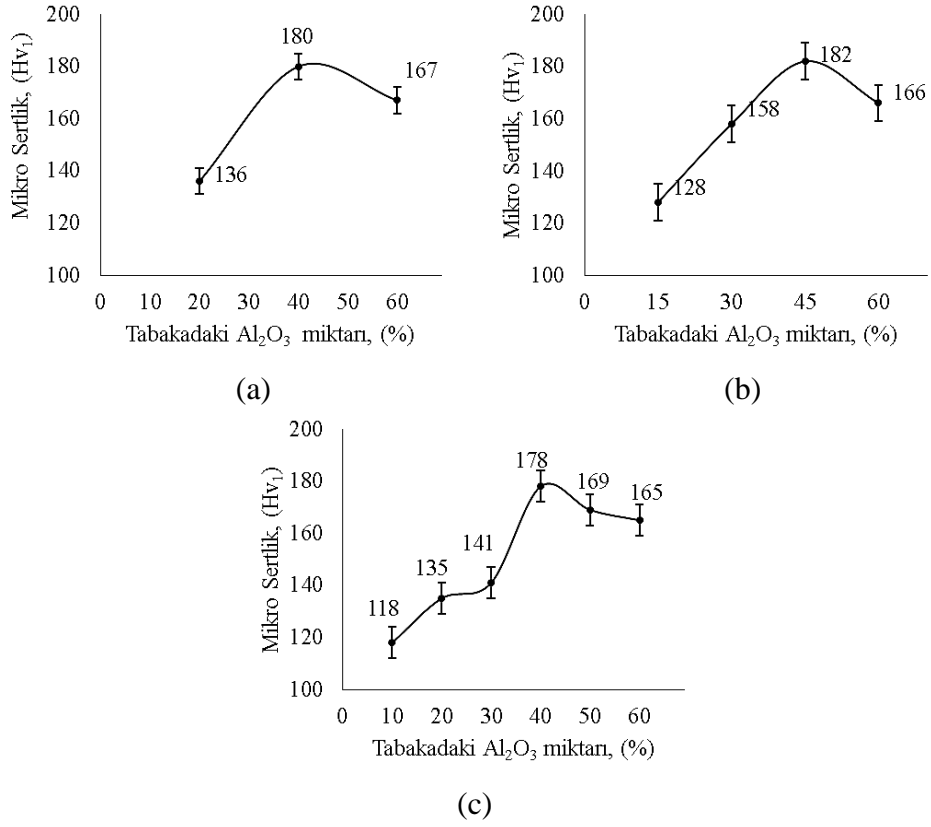 200
180
160
140
120
100
Mikro Sertlik, (Hv₁)
136
180
167
0 20 40 60
Tabakadaki Al₂O₃ miktarı, (%)
(a)
200
180
160
140
120
100
Mikro Sertlik, (Hv₁)
128
158
182
166
0 15 30 45 60
Tabakadaki Al₂O₃ miktarı, (%)
(b)
200
180
160
140
120
100
Mikro Sertlik, (Hv₁)
118
135
141
178
169
165
0 10 20 30 40 50 60
Tabakadaki Al₂O₃ miktarı, (%)
(c)